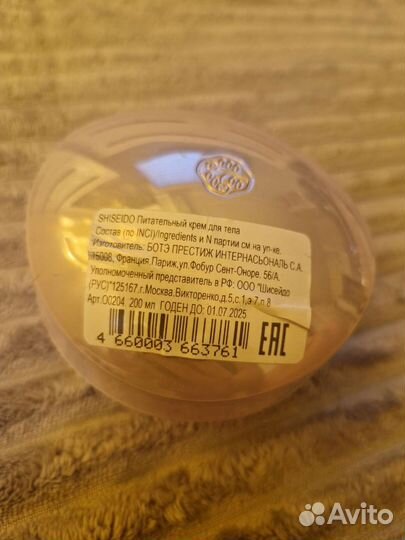 SHISEIDO Питательный крем для тела
Состав (по INCI)/Ingredients и N партии см на уп-ке.
Изготовитель: БОТЭ ПРЕСТИЖ ИНТЕРНАСЬОНАЛЬ С.А.
75008, Франция Париж,ул.Фобур Сент-Оноре. 56/А.
Уполномоченный представитель в РФ: ООО "Шисейдо
(РУС)"125167.г.Москва.Викторенко,д.5,с.1,э.7,п.8
Арт.О0204 200 мл ГОДЕН ДО: 01.07.2025
4 660003 663761
EAC
Avito